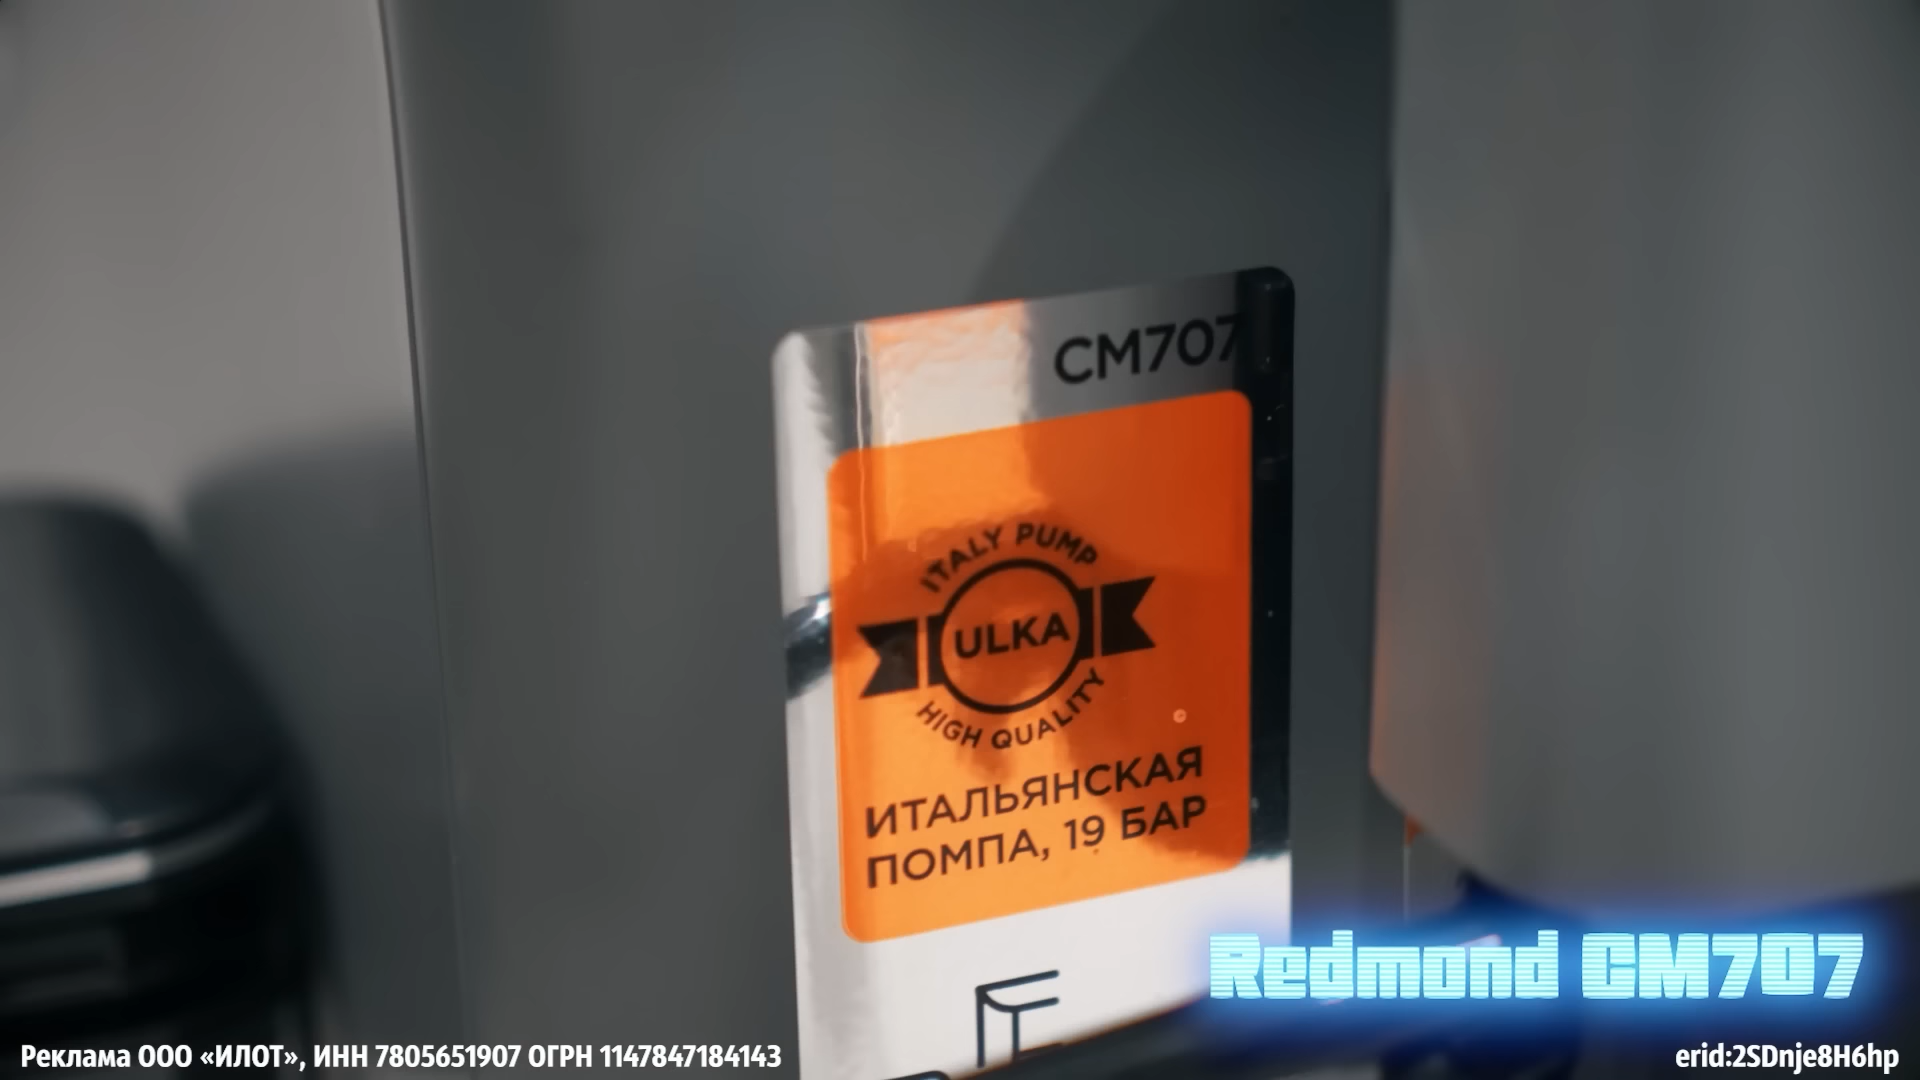 CM707
ITALY PUMP
ULKA
HIGH QUALITY
ИТАЛЬЯНСКАЯ
ПОМПА, 19 БАР
Redmond CM707
Реклама ООО «ИЛОТ», ИНН 7805651907 ОГРН 1147847184143
erid:2SDnje8H6hp